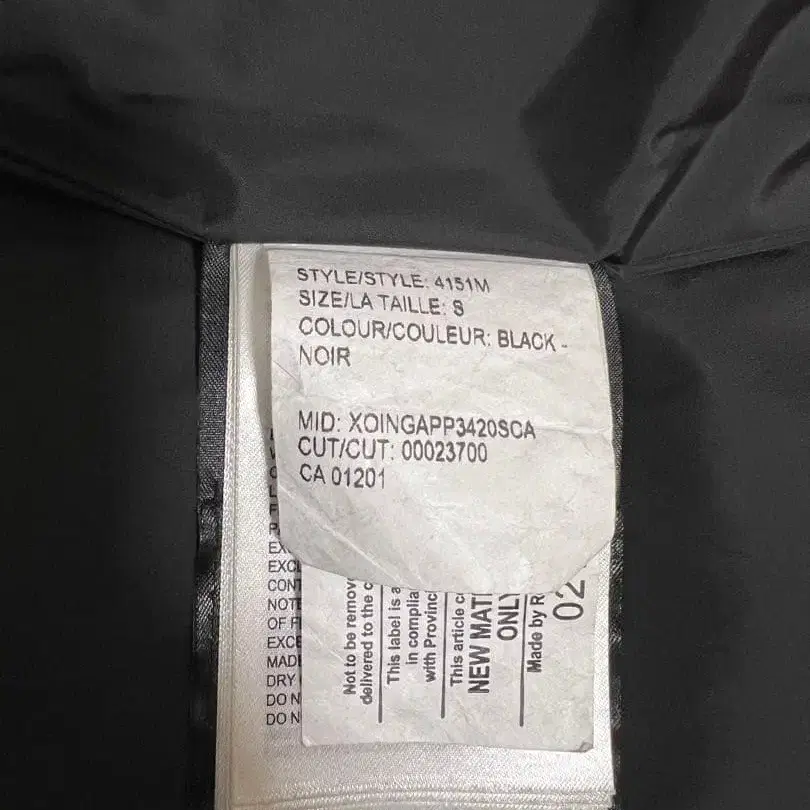 STYLE/STYLE: 4151M
SIZE/LA TAILLE: S
COLOUR/COULEUR: BLACK -
NOIR
MID: XOINGAPP3420SCA
CUT/CUT: 00023700
CA 01201
EXC
CONT
NOTE
OF F
EXCE
MADE
DRY
DO N
DO N
Not to be remov
delivered to the c
This label is a
in complia
with Provinc
This article c
NEW MAT
ONLY
Made by R
02